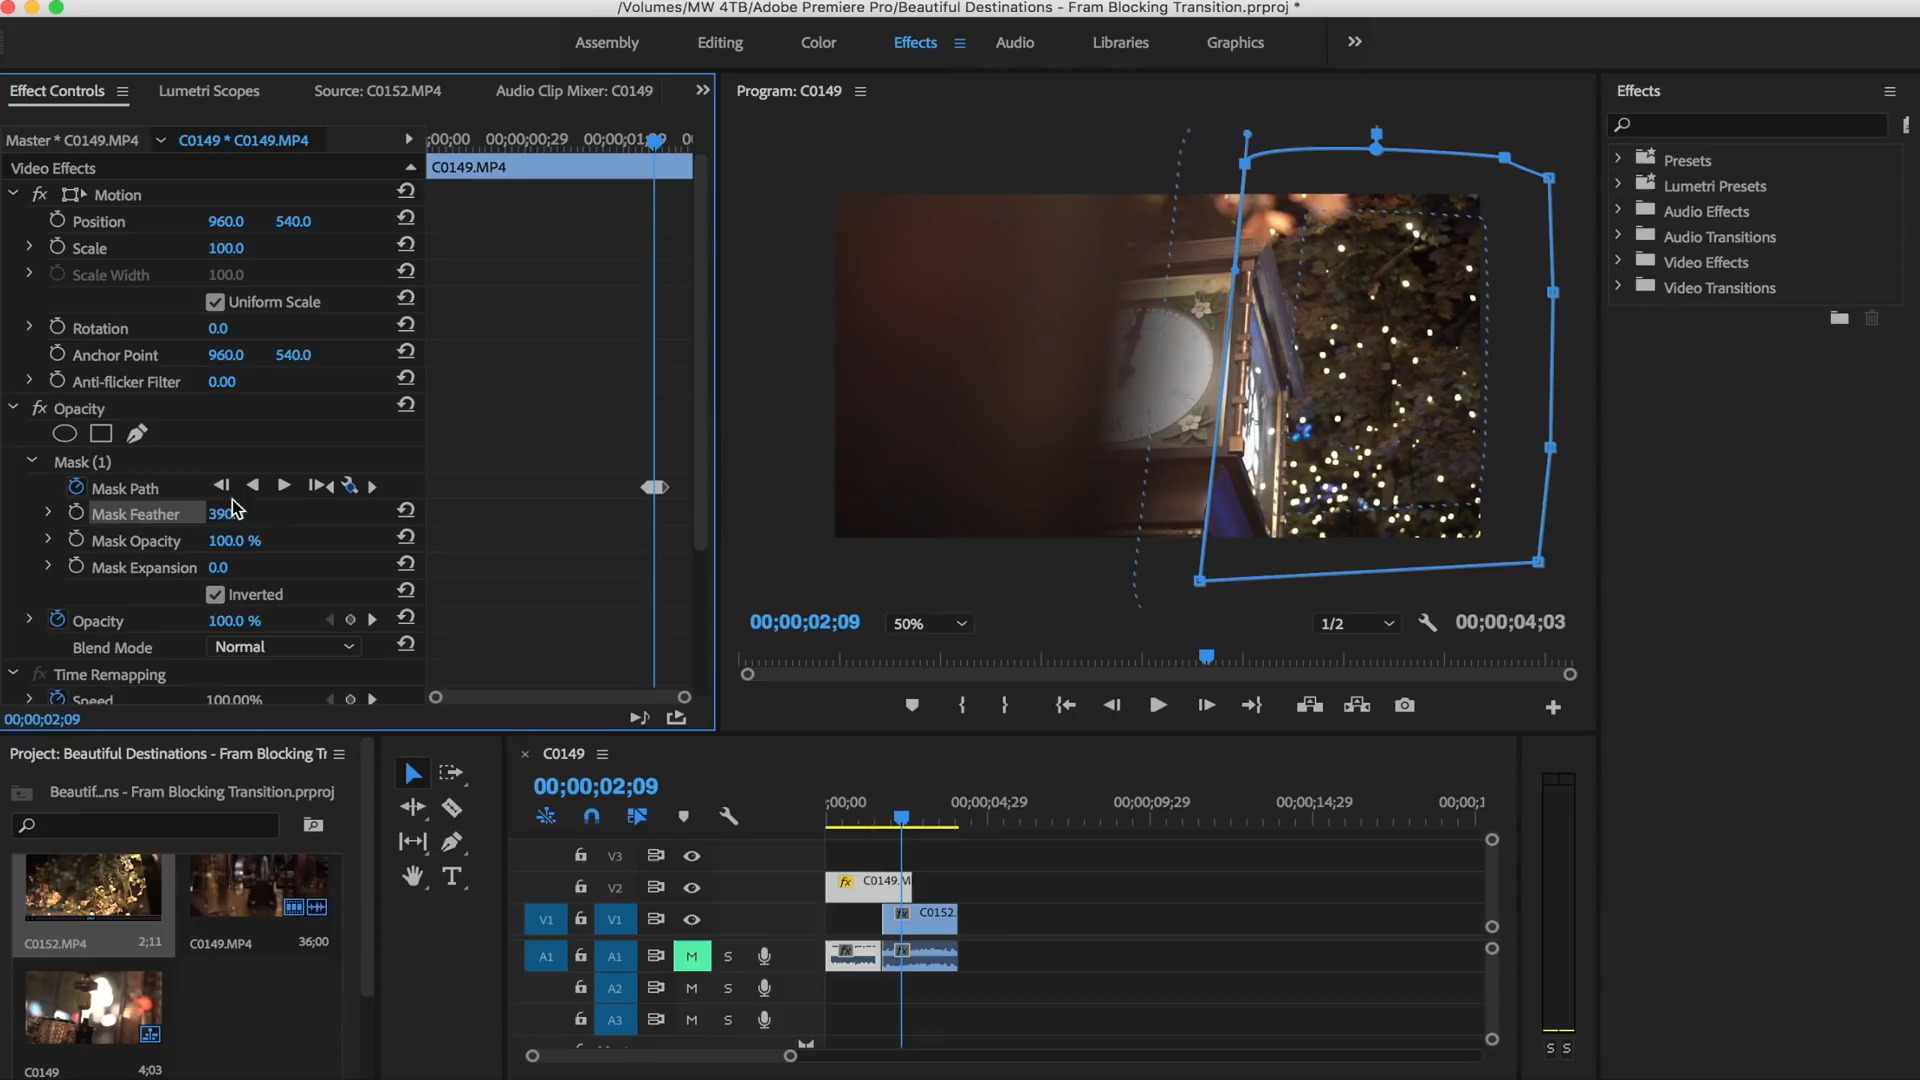 /Volumes/MW 4TB/Adobe Premiere Pro/Beautiful Destinations - Fram Blocking Transition.prproj *
Assembly Editing Color Effects Audio Libraries Graphics
Effect Controls Lumetri Scopes Source: C0152.MP4 Audio Clip Mixer: C0149
Program: C0149
Effects
Master * C0149.MP4 C0149 * C0149.MP4
;00;00 00;00;00;29
Video Effects
C0149.MP4
Motion
Position 960.0 540.0
Scale 100.0
Scale Width 100.0
Uniform Scale
Rotation 0.0
Anchor Point 960.0 540.0
Anti-flicker Filter 0.00
Opacity
Mask (1)
Mask Path
Mask Feather 390
Mask Opacity 100.0 %
Mask Expansion 0.0
Inverted
Opacity 100.0 %
Blend Mode Normal
Time Remapping
Speed 100.00%
00;00;02;09
00;00;02;09 50% 1/2 00;00;04;03
Presets
Lumetri Presets
Audio Effects
Audio Transitions
Video Effects
Video Transitions
Project: Beautiful Destinations - Fram Blocking Tr
Beautif...ns - Fram Blocking Transition.prproj
C0152.MP4 2;11
C0149.MP4 36;00
C0149 4;03
C0149
00;00;02;09
;00;00 00;00;04;29 00;00;09;29 00;00;14;29 00;00;1
V3
V2 fx C0149.M
V1 V1 fx C0152.
A1 A1 M S fx fx
A2 M S
A3 M S
S S